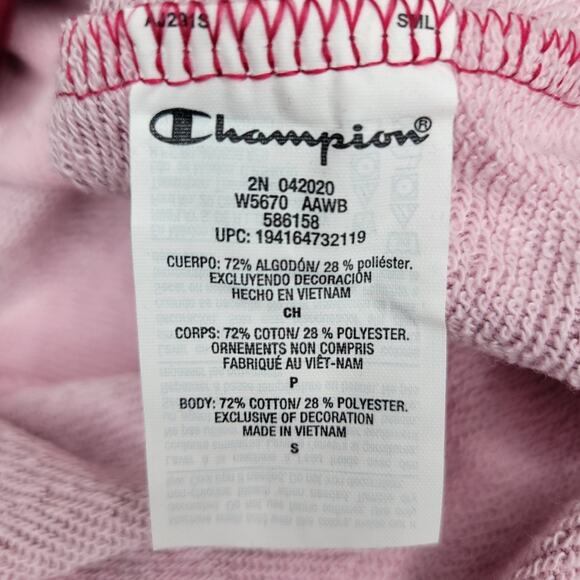 SML
Champion®
2N 042020
W5670 AAWB
586158
UPC: 194164732119
CUERPO: 72% ALGODÓN/ 28 % poliéster.
EXCLUYENDO DECORACIÓN
HECHO EN VIETNAM
CH
CORPS: 72% COTON/ 28 % POLYESTER.
ORNEMENTS NON COMPRIS
FABRIQUÉ AU VIÊT-NAM
P
BODY: 72% COTTON/ 28 % POLYESTER.
EXCLUSIVE OF DECORATION
MADE IN VIETNAM
S